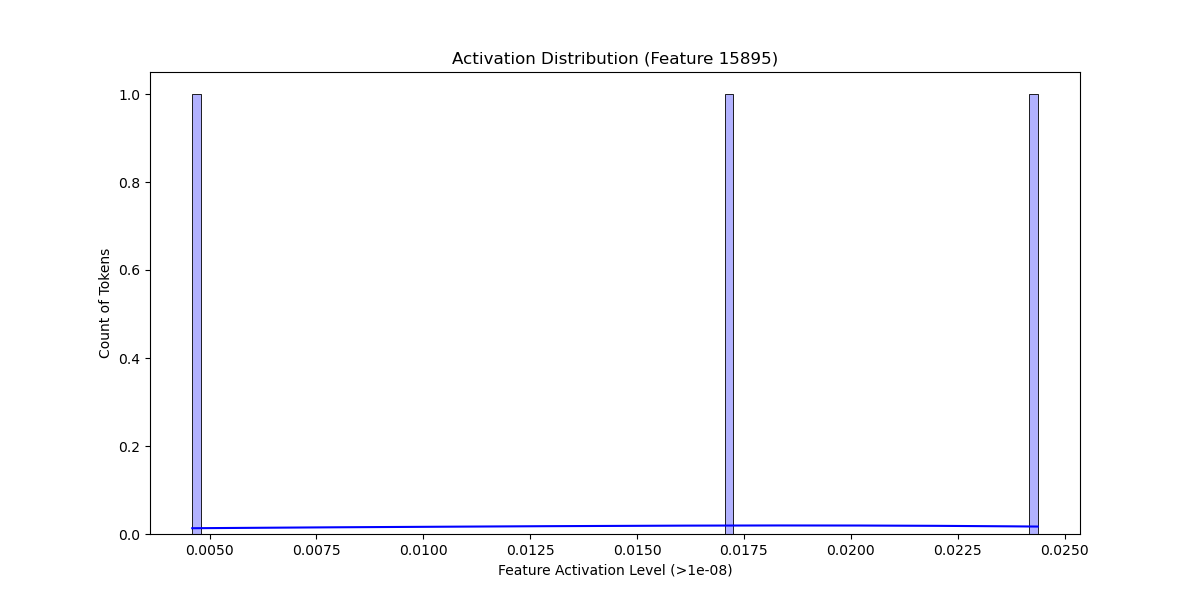 Activation Distribution (Feature 15895)
1.0
0.8
0.6
0.4
0.2
0.0
Count of Tokens
0.0050 0.0075 0.0100 0.0125 0.0150 0.0175 0.0200 0.0225 0.0250
Feature Activation Level (>1e-08)